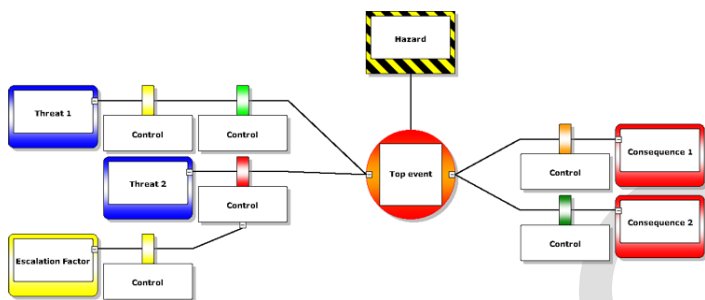 Hazard
Threat 1
Control
Control
Consequence 1
Control
Top event
Threat 2
Control
Consequence 2
Control
Escalation Factor
Control